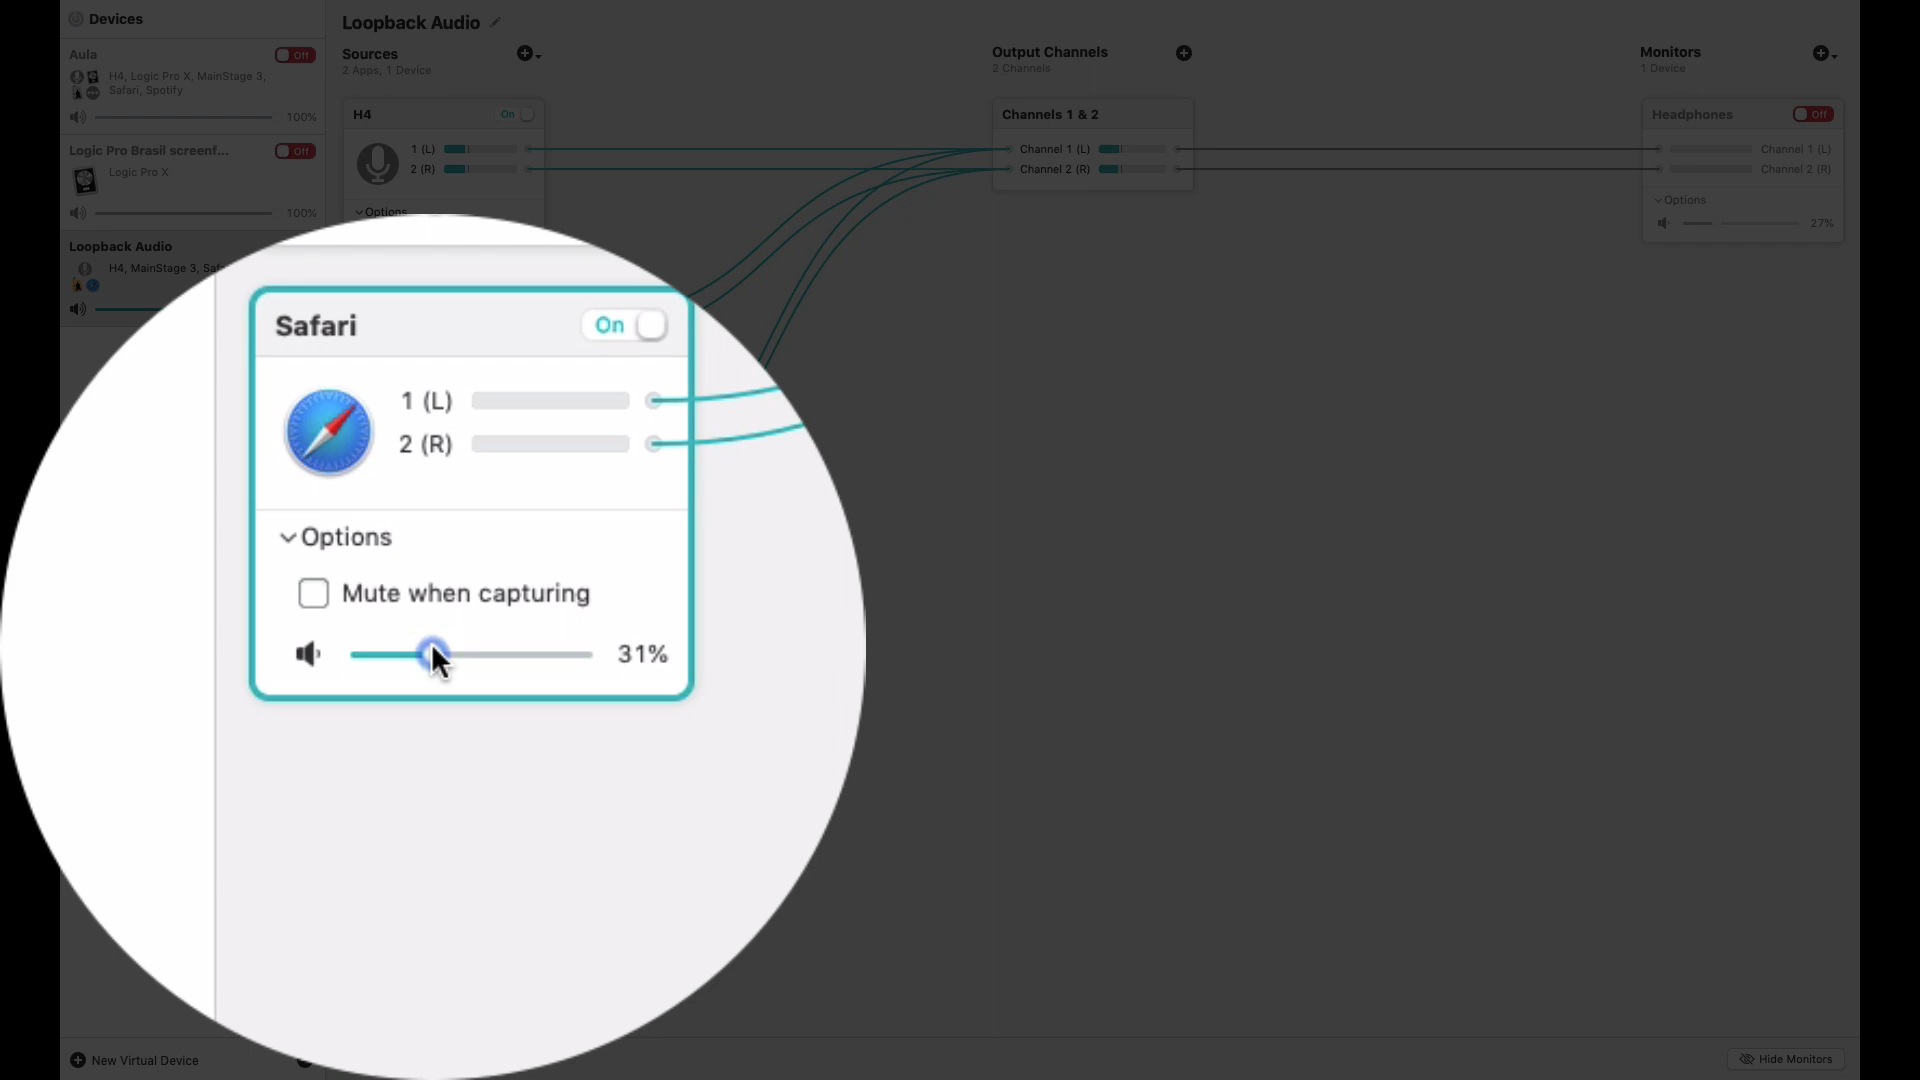 Devices
Aula
Off
H4, Logic Pro X, MainStage 3,
Safari, Spotify
100%
Logic Pro Brasil screenf...
Off
Logic Pro X
100%
Loopback Audio
H4, MainStage 3,
New Virtual Device
Loopback Audio
Sources
2 Apps, 1 Device
H4
On
1 (L)
2 (R)
Options
Safari
On
1 (L)
2 (R)
Options
Mute when capturing
31%
Output Channels
2 Channels
Channels 1 & 2
Channel 1 (L)
Channel 2 (R)
Monitors
1 Device
Headphones
Off
Channel 1 (L)
Channel 2 (R)
Options
27%
Hide Monitors